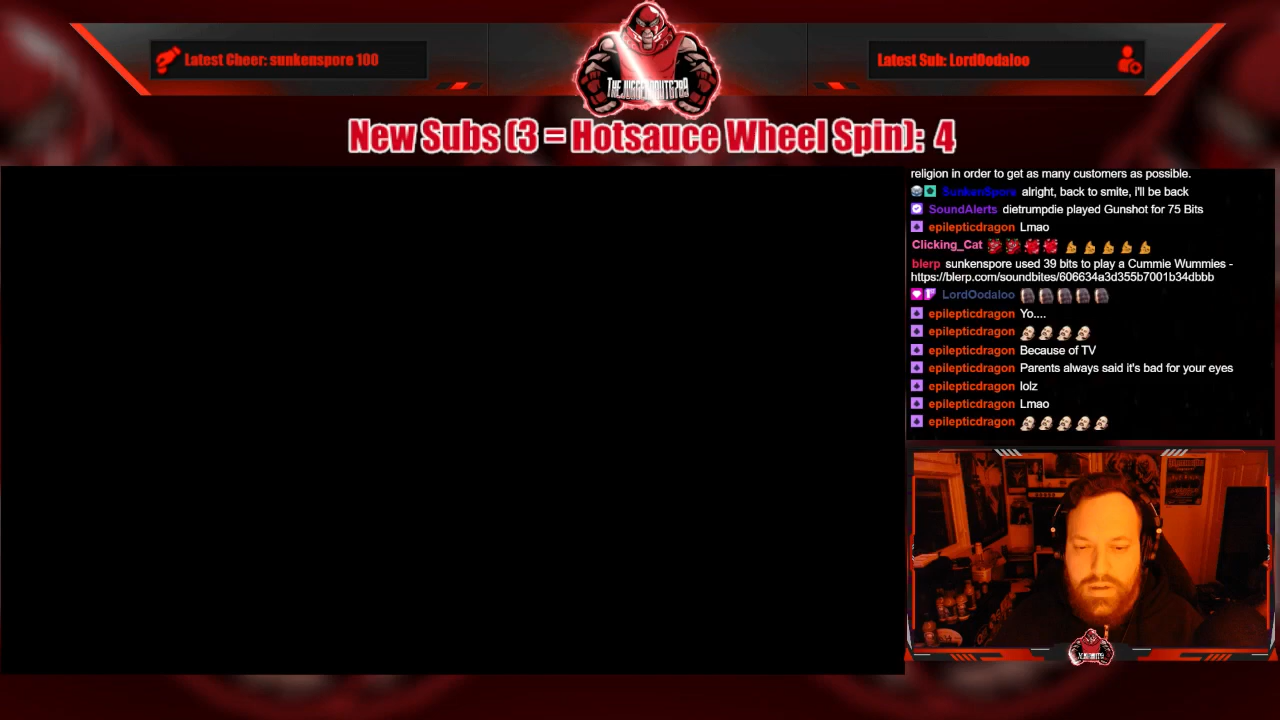 Latest Cheer: sunkenspore 100
Latest Sub: LordOodaloo
THEJUGGERNAUT6789
New Subs (3 = Hotsauce Wheel Spin): 4
religion in order to get as many customers as possible.
SunkenSpore alright, back to smite, i'll be back
SoundAlerts dietrumpdie played Gunshot for 75 Bits
epilepticdragon Lmao
Clicking_Cat
blerp sunkenspore used 39 bits to play a Cummie Wummies -
https://blerp.com/soundbites/606634a3d355b7001b34dbbb
LordOodaloo
epilepticdragon Yo....
epilepticdragon
epilepticdragon Because of TV
epilepticdragon Parents always said it's bad for your eyes
epilepticdragon lolz
epilepticdragon Lmao
epilepticdragon